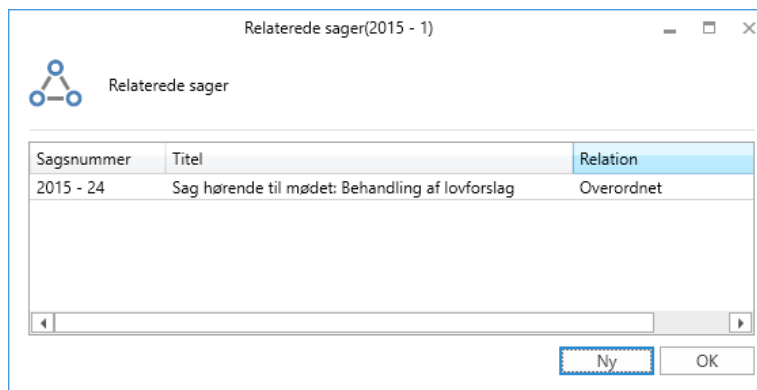 Relaterede sager(2015 - 1)
Relaterede sager
Sagsnummer Titel Relation
2015 - 24 Sag hørende til mødet: Behandling af lovforslag Overordnet
Ny OK